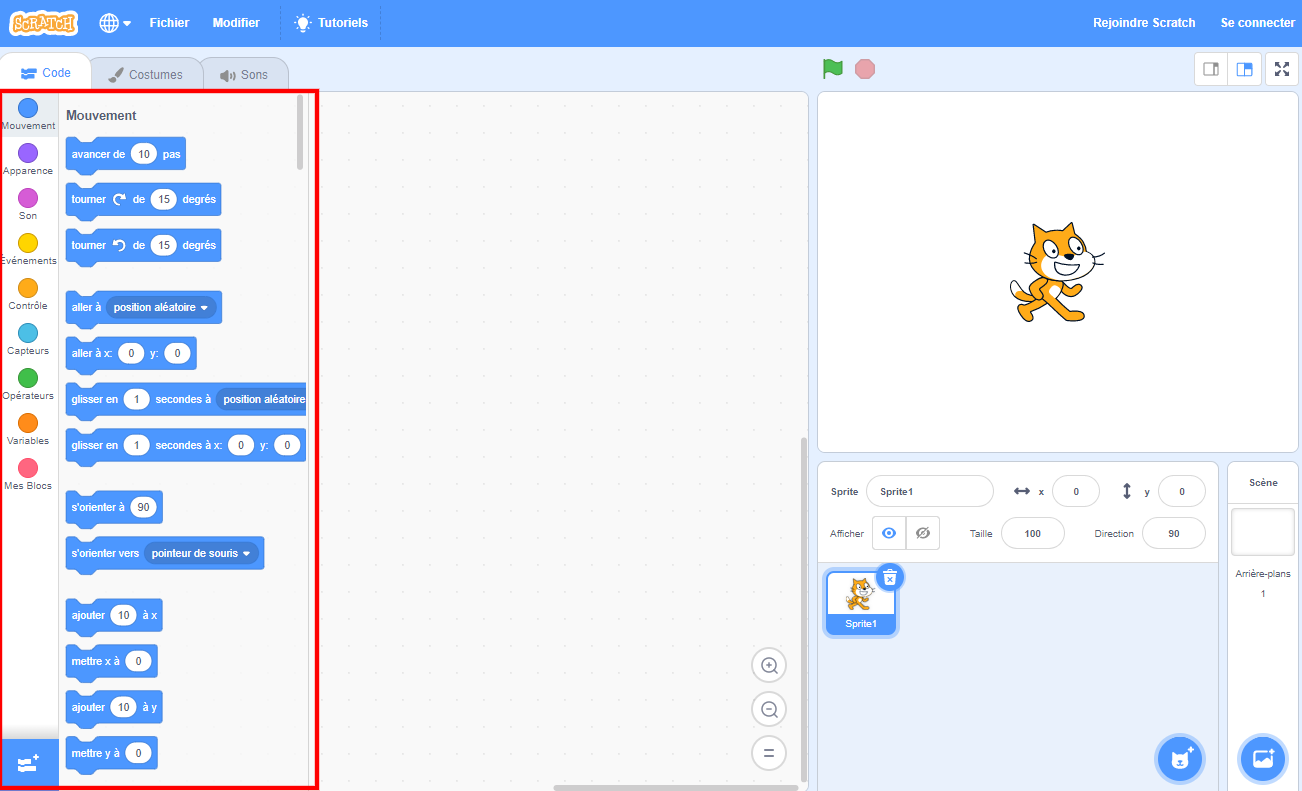 SCRATCH Fichier Modifier Tutoriels Rejoindre Scratch Se connecter
Code Costumes Sons
Mouvement
Apparence
Son
Événements
Contrôle
Capteurs
Opérateurs
Variables
Mes Blocs
Mouvement
avancer de 10 pas
tourner de 15 degrés
tourner de 15 degrés
aller à position aléatoire
aller à x: 0 y: 0
glisser en 1 secondes à position aléatoire
glisser en 1 secondes à x: 0 y: 0
s'orienter à 90
s'orienter vers pointeur de souris
ajouter 10 à x
mettre x à 0
ajouter 10 à y
mettre y à 0
Sprite Sprite1 x 0 y 0
Afficher Taille 100 Direction 90
Sprite1
Scène
Arrière-plans
1